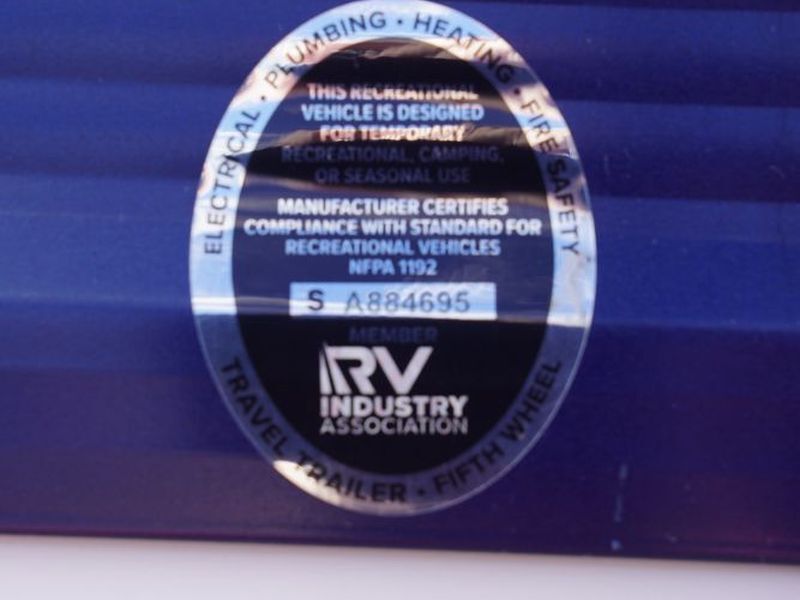 ELECTRICAL • PLUMBING • HEATING • FIRE SAFETY
THIS RECREATIONAL
VEHICLE IS DESIGNED
FOR TEMPORARY
RECREATIONAL, CAMPING,
OR SEASONAL USE
MANUFACTURER CERTIFIES
COMPLIANCE WITH STANDARD FOR
RECREATIONAL VEHICLES
NFPA 1192
S A884695
MEMBER
RV
INDUSTRY
ASSOCIATION
TRAVEL TRAILER • FIFTH WHEEL